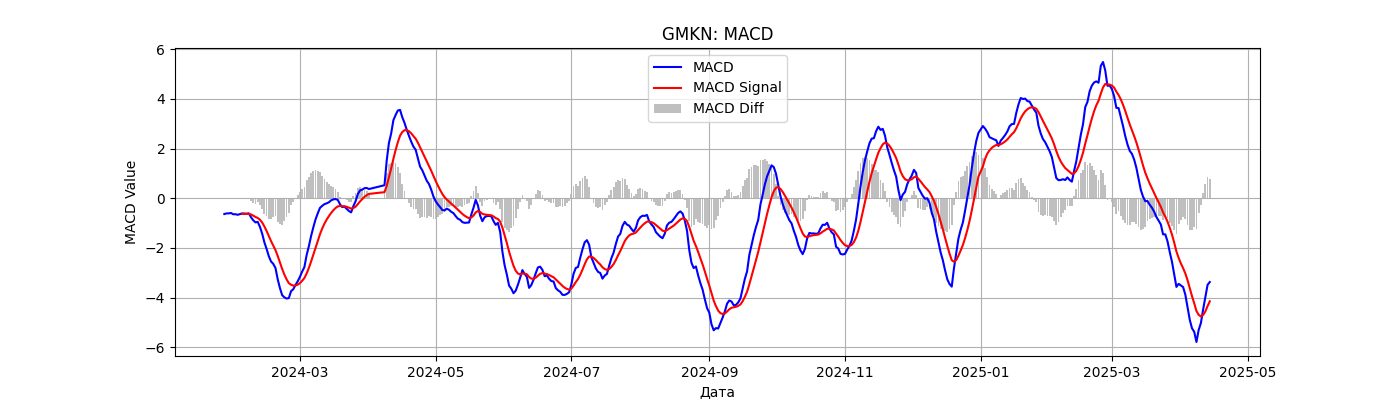 GMKN: MACD
MACD
MACD Signal
MACD Diff
MACD Value
6
4
2
0
−2
−4
−6
2024-03
2024-05
2024-07
2024-09
2024-11
2025-01
2025-03
2025-05
Дата